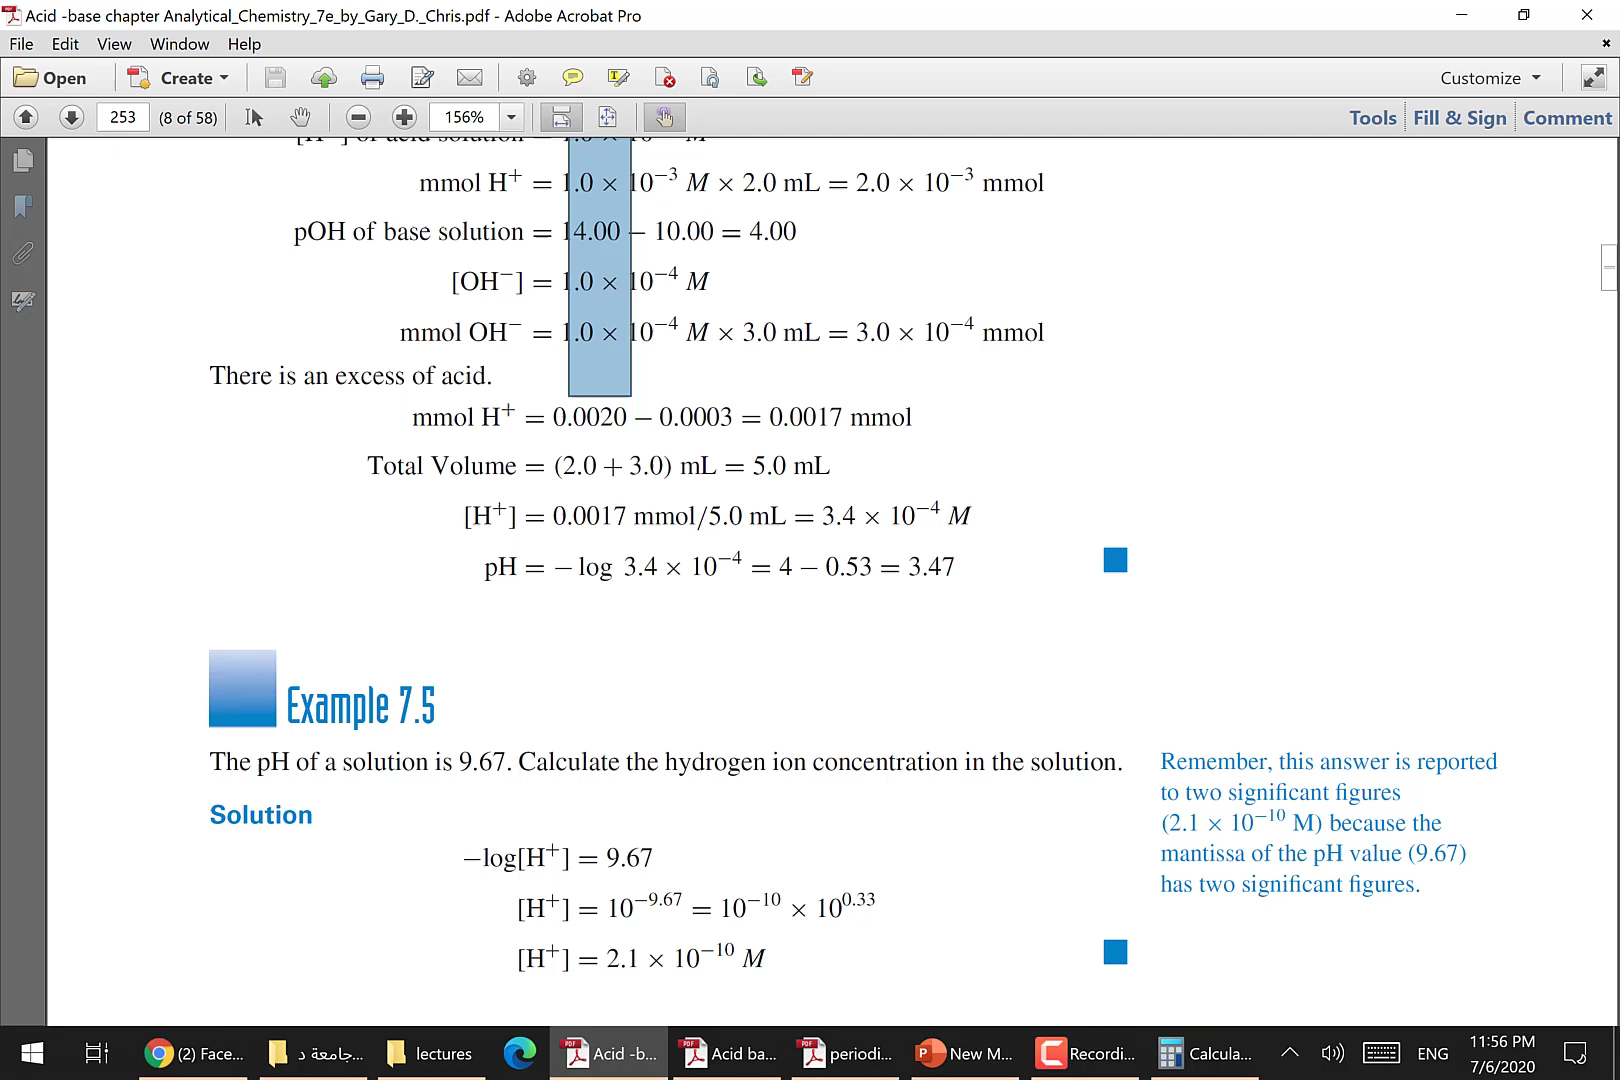 Acid -base chapter Analytical_Chemistry_7e_by_Gary_D._Chris.pdf - Adobe Acrobat Pro
File Edit View Window Help
Open Create Customize
253 (8 of 58) 156% Tools Fill & Sign Comment
[H⁺] of acid solution = 1.0 × 10 M
mmol H⁺ = 1.0 × 10⁻³ M × 2.0 mL = 2.0 × 10⁻³ mmol
pOH of base solution = 14.00 − 10.00 = 4.00
[OH⁻] = 1.0 × 10⁻⁴ M
mmol OH⁻ = 1.0 × 10⁻⁴ M × 3.0 mL = 3.0 × 10⁻⁴ mmol
There is an excess of acid.
mmol H⁺ = 0.0020 − 0.0003 = 0.0017 mmol
Total Volume = (2.0 + 3.0) mL = 5.0 mL
[H⁺] = 0.0017 mmol/5.0 mL = 3.4 × 10⁻⁴ M
pH = − log 3.4 × 10⁻⁴ = 4 − 0.53 = 3.47
Example 7.5
The pH of a solution is 9.67. Calculate the hydrogen ion concentration in the solution.
Solution
−log[H⁺] = 9.67
[H⁺] = 10⁻⁹·⁶⁷ = 10⁻¹⁰ × 10⁰·³³
[H⁺] = 2.1 × 10⁻¹⁰ M
Remember, this answer is reported
to two significant figures
(2.1 × 10⁻¹⁰ M) because the
mantissa of the pH value (9.67)
has two significant figures.
(2) Face... جامعة د... lectures Acid -b... Acid ba... periodi... New M... Recordi... Calcula... ENG 11:56 PM
7/6/2020